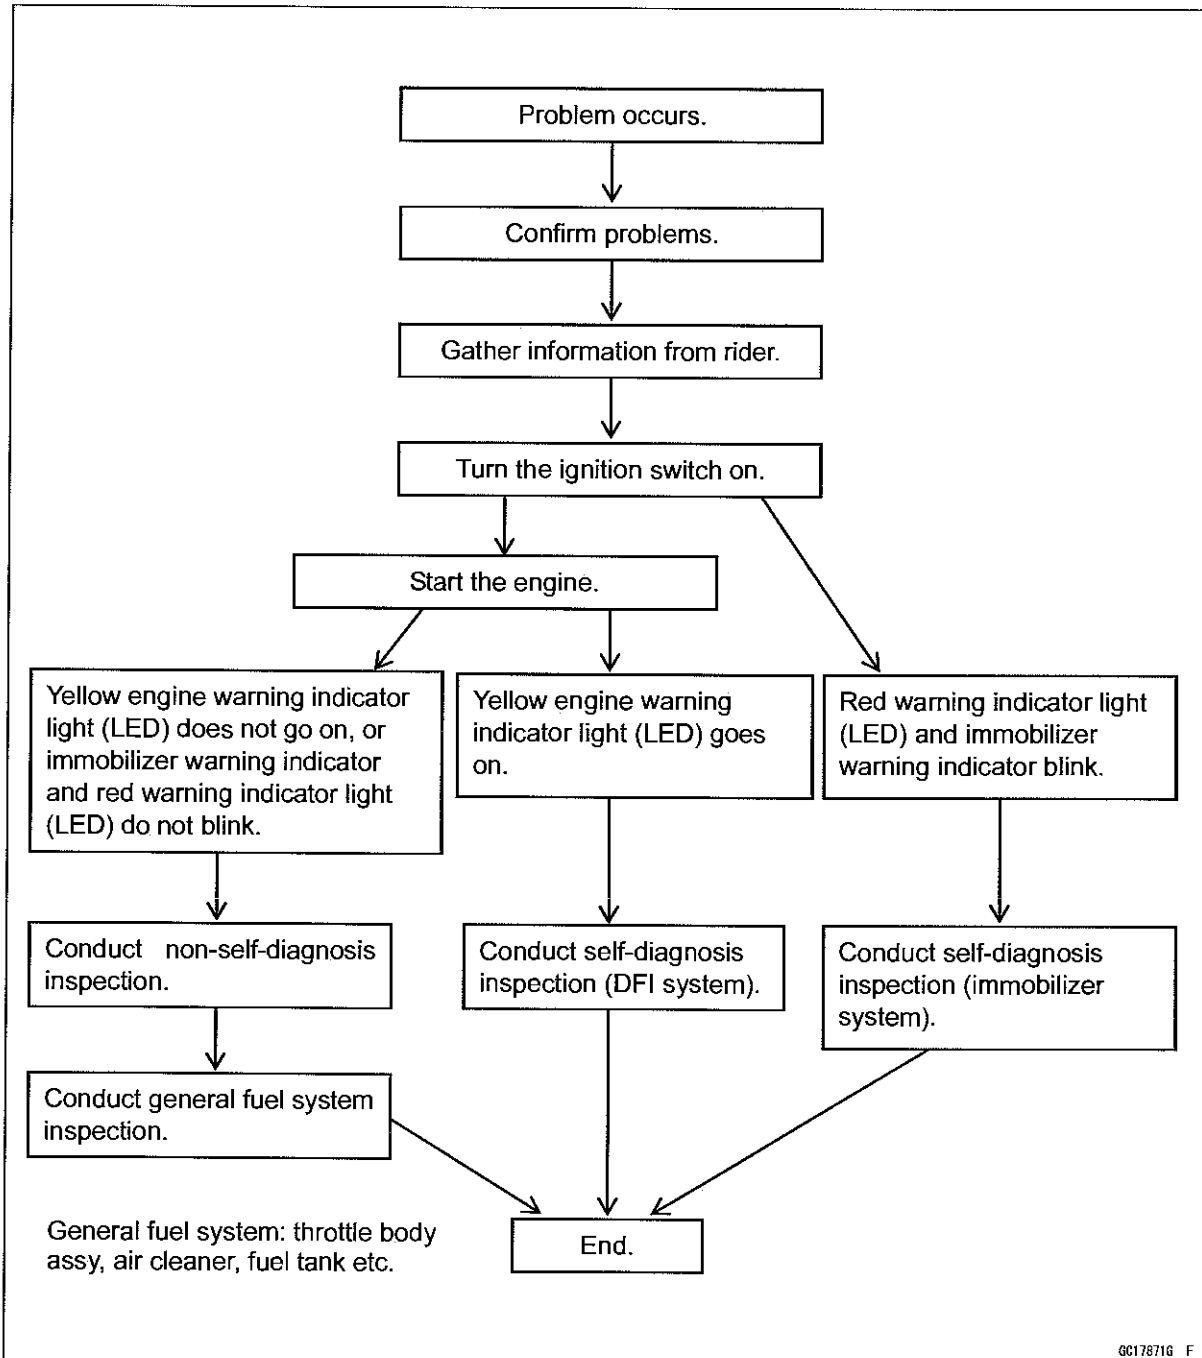 Problem occurs.
Confirm problems.
Gather information from rider.
Turn the ignition switch on.
Start the engine.
Yellow engine warning indicator
light (LED) does not go on, or
immobilizer warning indicator
and red warning indicator light
(LED) do not blink.
Yellow engine warning
indicator light (LED) goes
on.
Red warning indicator light
(LED) and immobilizer
warning indicator blink.
Conduct non-self-diagnosis
inspection.
Conduct self-diagnosis
inspection (DFI system).
Conduct self-diagnosis
inspection (immobilizer
system).
Conduct general fuel system
inspection.
General fuel system: throttle body
assy, air cleaner, fuel tank etc.
End.
GC17871G F